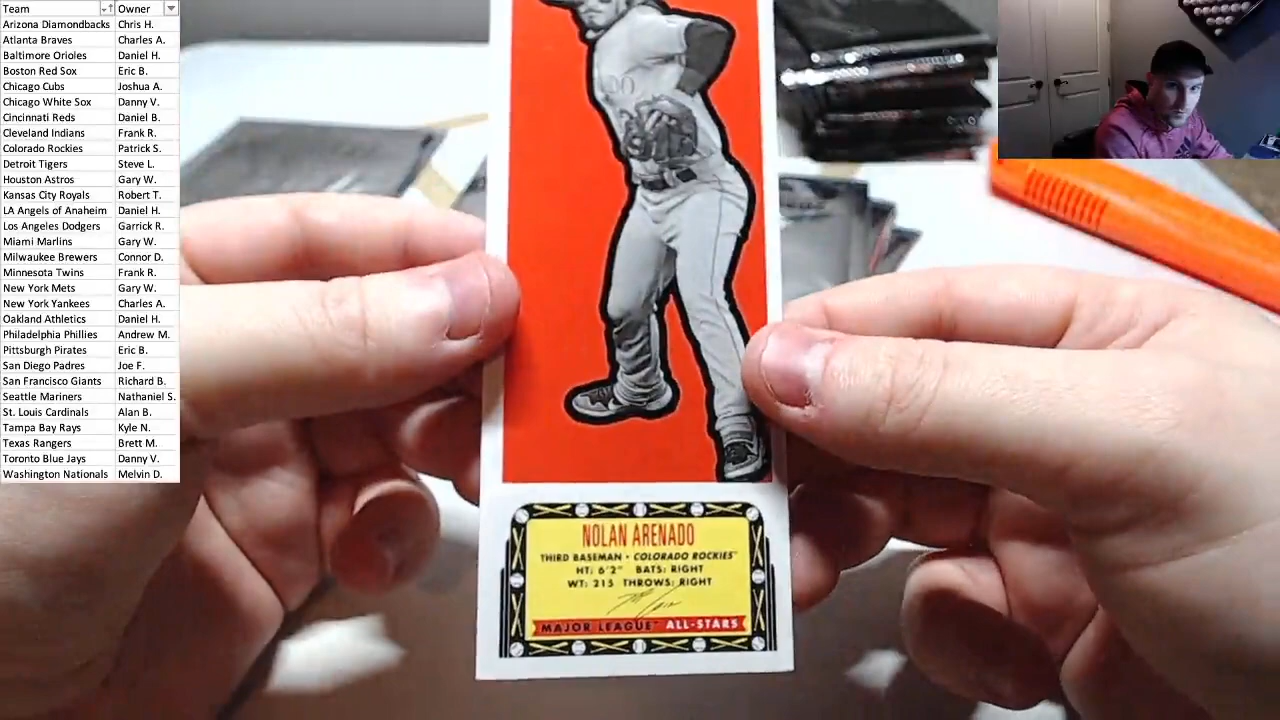 Team Owner
Arizona Diamondbacks Chris H.
Atlanta Braves Charles A.
Baltimore Orioles Daniel H.
Boston Red Sox Eric B.
Chicago Cubs Joshua A.
Chicago White Sox Danny V.
Cincinnati Reds Daniel B.
Cleveland Indians Frank R.
Colorado Rockies Patrick S.
Detroit Tigers Steve L.
Houston Astros Gary W.
Kansas City Royals Robert T.
LA Angels of Anaheim Daniel H.
Los Angeles Dodgers Garrick R.
Miami Marlins Gary W.
Milwaukee Brewers Connor D.
Minnesota Twins Frank R.
New York Mets Gary W.
New York Yankees Charles A.
Oakland Athletics Daniel H.
Philadelphia Phillies Andrew M.
Pittsburgh Pirates Eric B.
San Diego Padres Joe F.
San Francisco Giants Richard B.
Seattle Mariners Nathaniel S.
St. Louis Cardinals Alan B.
Tampa Bay Rays Kyle N.
Texas Rangers Brett M.
Toronto Blue Jays Danny V.
Washington Nationals Melvin D.
NOLAN ARENADO
THIRD BASEMAN • COLORADO ROCKIES™
HT: 6'2" BATS: RIGHT
WT: 215 THROWS: RIGHT
MAJOR LEAGUE™ ALL-STARS